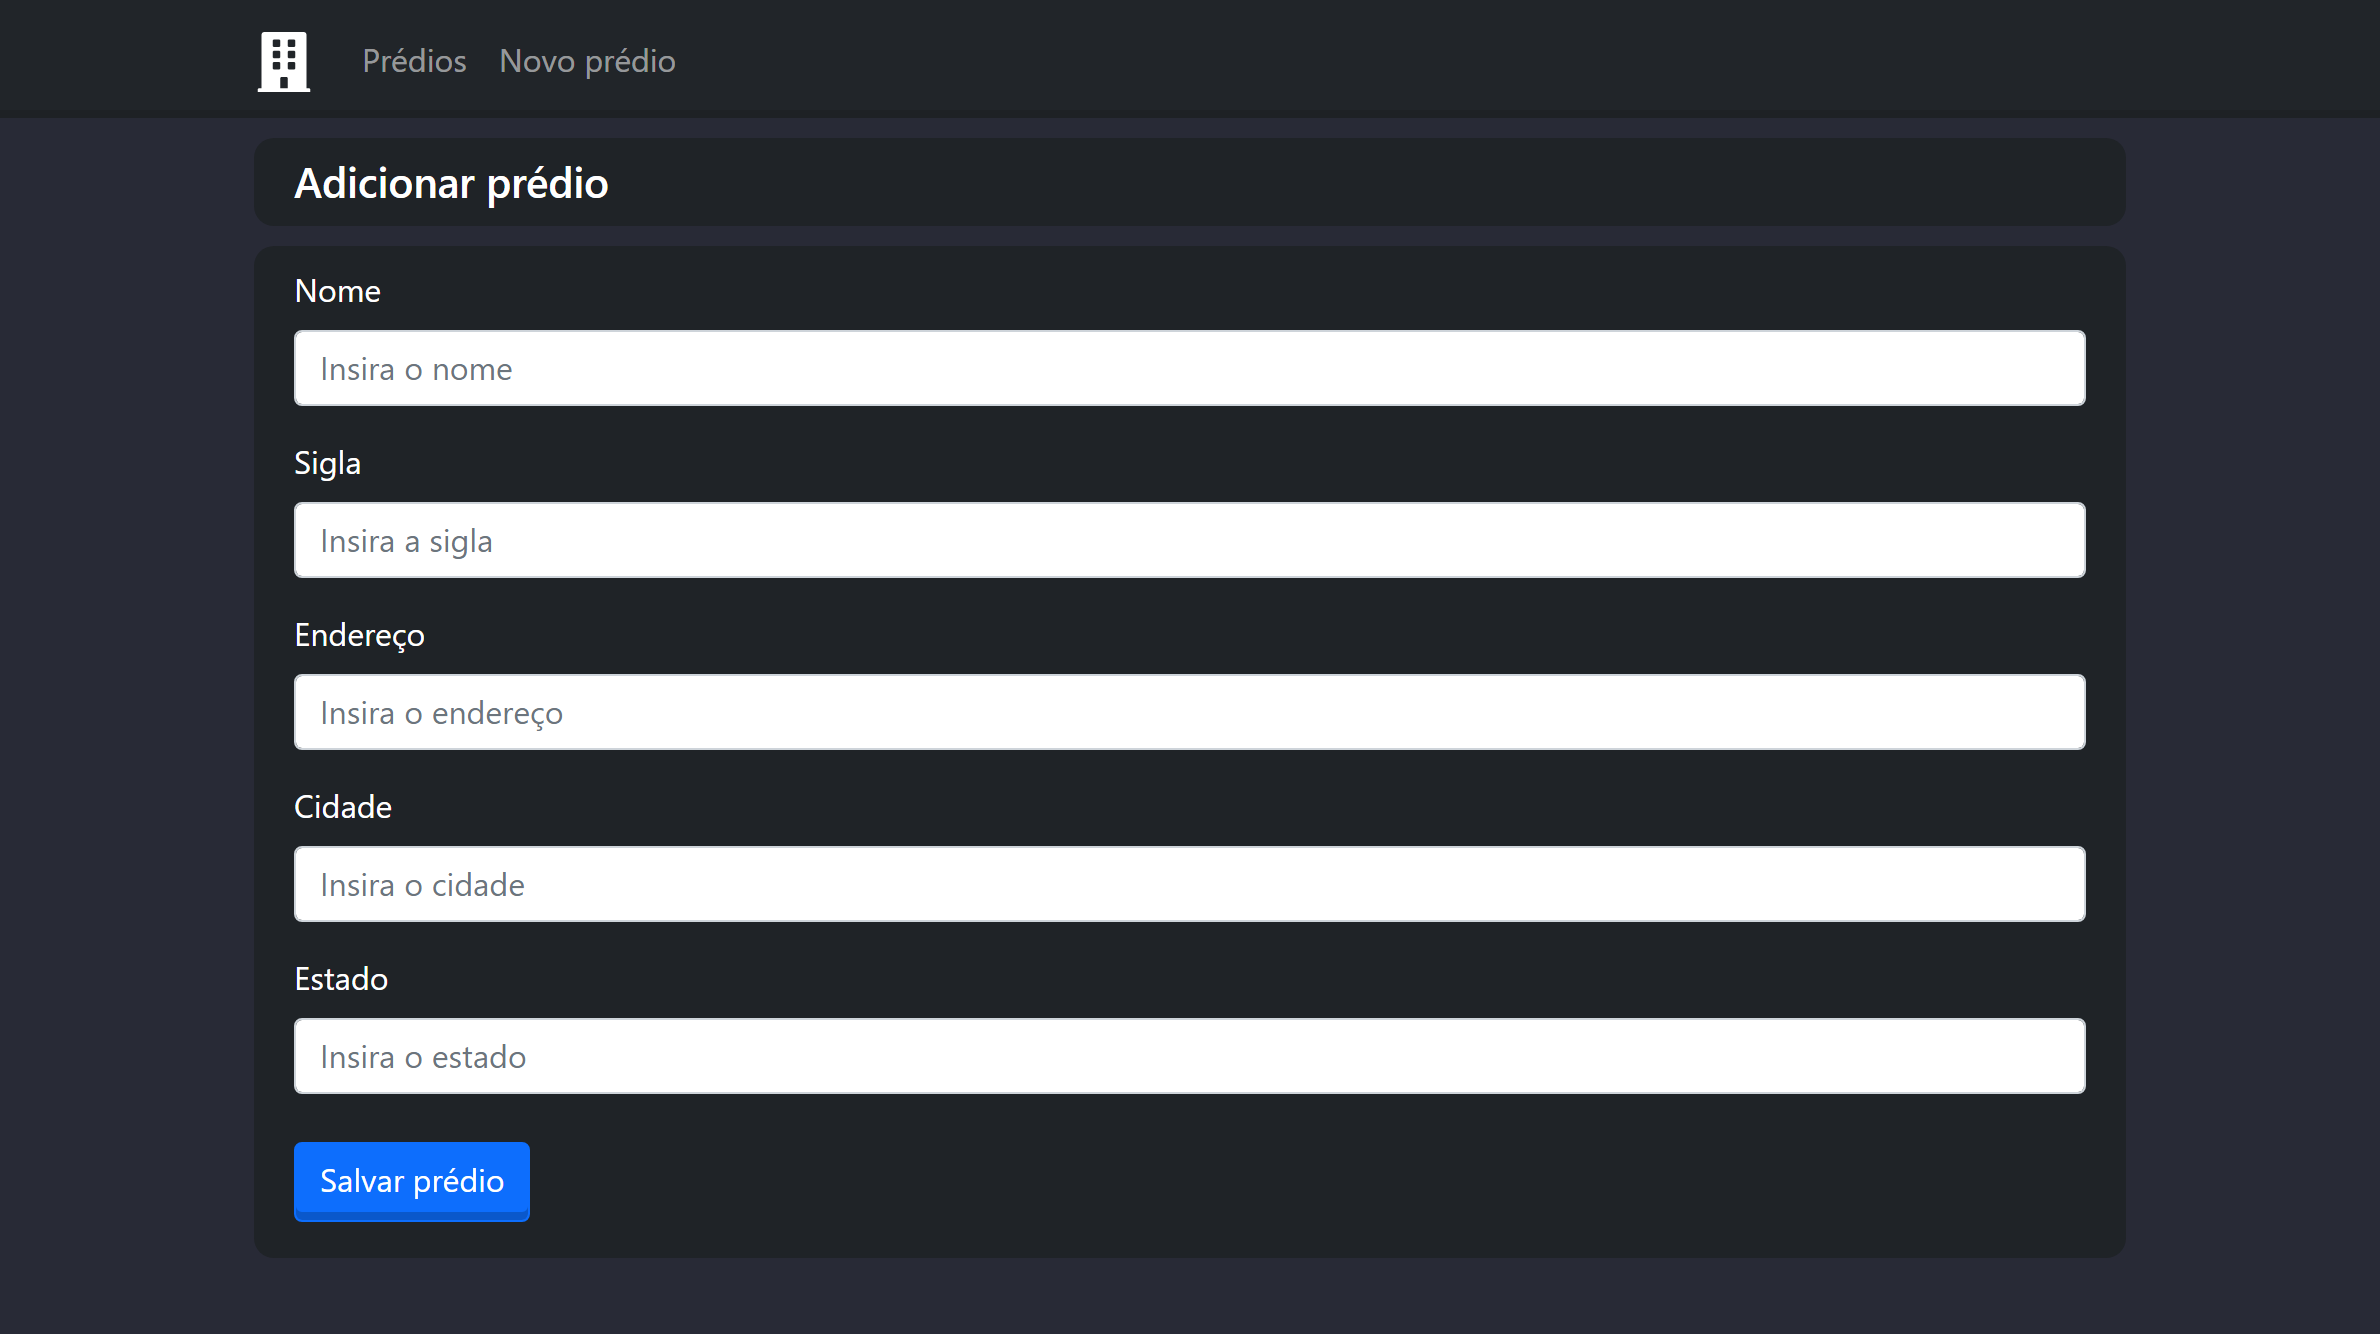 Prédios Novo prédio
Adicionar prédio
Nome
Insira o nome
Sigla
Insira a sigla
Endereço
Insira o endereço
Cidade
Insira o cidade
Estado
Insira o estado
Salvar prédio